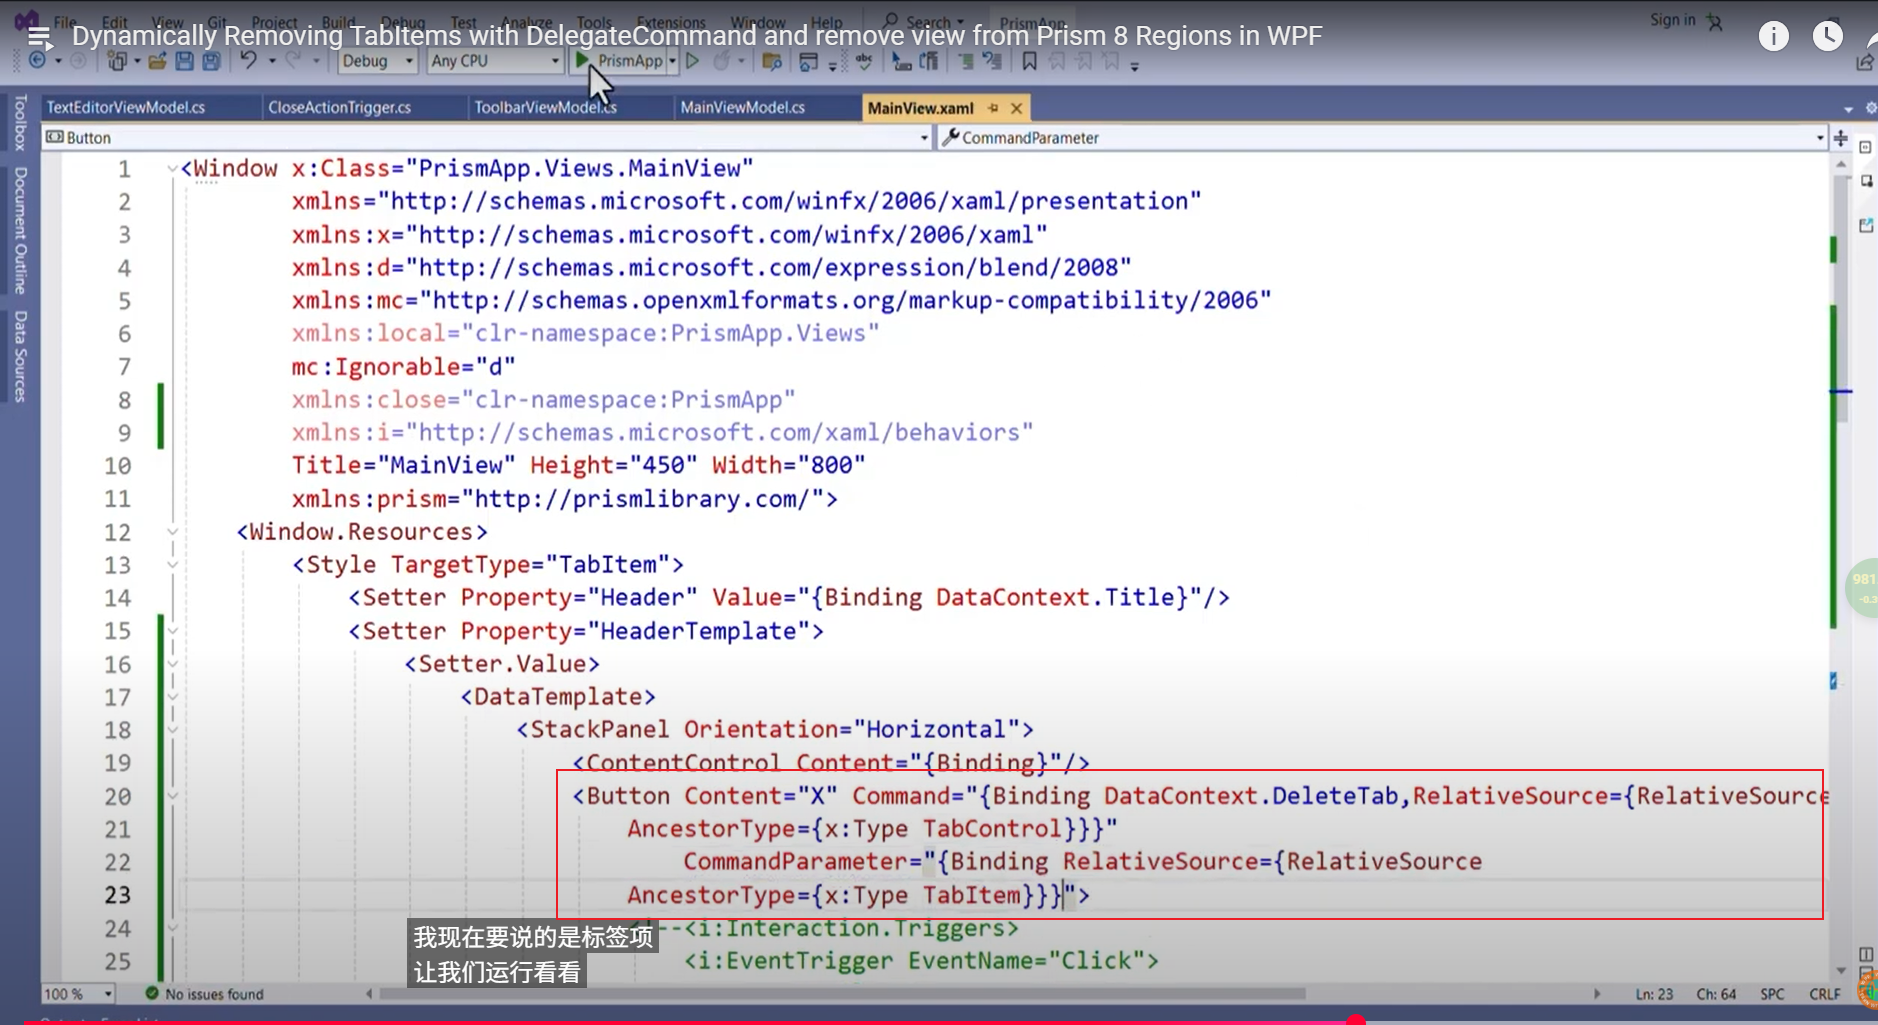 File Edit View Git Project Build Debug Test Analyze Tools Extensions Window Help Search PrismApp Sign in
Dynamically Removing TabItems with DelegateCommand and remove view from Prism 8 Regions in WPF
Debug Any CPU PrismApp
TextEditorViewModel.cs CloseActionTrigger.cs ToolbarViewModel.cs MainViewModel.cs MainView.xaml
Button CommandParameter
Toolbox
Document Outline
Data Sources
1 <Window x:Class="PrismApp.Views.MainView"
2 xmlns="http://schemas.microsoft.com/winfx/2006/xaml/presentation"
3 xmlns:x="http://schemas.microsoft.com/winfx/2006/xaml"
4 xmlns:d="http://schemas.microsoft.com/expression/blend/2008"
5 xmlns:mc="http://schemas.openxmlformats.org/markup-compatibility/2006"
6 xmlns:local="clr-namespace:PrismApp.Views"
7 mc:Ignorable="d"
8 xmlns:close="clr-namespace:PrismApp"
9 xmlns:i="http://schemas.microsoft.com/xaml/behaviors"
10 Title="MainView" Height="450" Width="800"
11 xmlns:prism="http://prismlibrary.com/">
12 <Window.Resources>
13 <Style TargetType="TabItem">
14 <Setter Property="Header" Value="{Binding DataContext.Title}"/>
15 <Setter Property="HeaderTemplate">
16 <Setter.Value>
17 <DataTemplate>
18 <StackPanel Orientation="Horizontal">
19 <ContentControl Content="{Binding}"/>
20 <Button Content="X" Command="{Binding DataContext.DeleteTab,RelativeSource={RelativeSource
21 AncestorType={x:Type TabControl}}}"
22 CommandParameter="{Binding RelativeSource={RelativeSource
23 AncestorType={x:Type TabItem}}}">
24 <!--<i:Interaction.Triggers>
25 <i:EventTrigger EventName="Click">
我现在要说的是标签项
让我们运行看看
981
100 % No issues found Ln: 23 Ch: 64 SPC CRLF